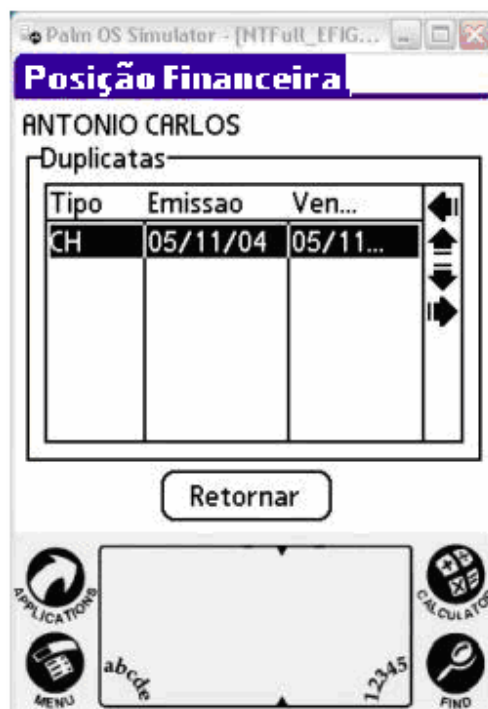 Palm OS Simulator - [NTFull_EFIG...
Posição Financeira
ANTONIO CARLOS
Duplicatas
Tipo Emissao Ven...
CH 05/11/04 05/11...
Retornar
APPLICATIONS
CALCULATOR
abcde
12345
MENU
FIND